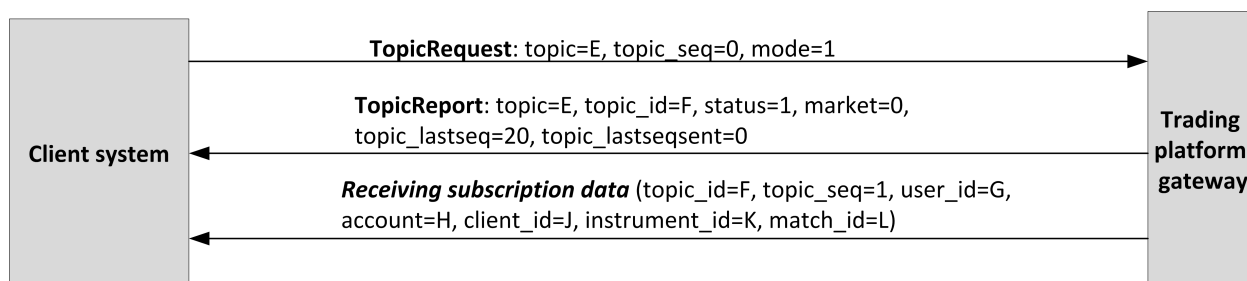 TopicRequest: topic=E, topic_seq=0, mode=1
TopicReport: topic=E, topic_id=F, status=1, market=0,
topic_lastseq=20, topic_lastseqsent=0
Client system
Trading
platform
gateway
Receiving subscription data (topic_id=F, topic_seq=1, user_id=G,
account=H, client_id=J, instrument_id=K, match_id=L)